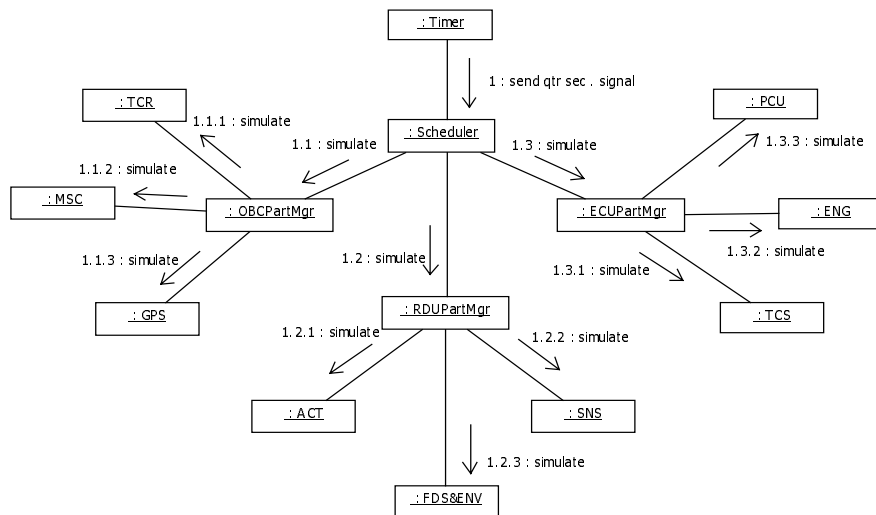 : Timer
1 : send qtr sec . signal
: TCR
: PCU
1.1.1 : simulate
: Scheduler
1.1 : simulate
1.3 : simulate
1.3.3 : simulate
1.1.2 : simulate
: MSC
: OBCPartMgr
: ECUPartMgr
: ENG
1.1.3 : simulate
1.2 : simulate
1.3.1 : simulate
1.3.2 : simulate
: GPS
: RDUPartMgr
: TCS
1.2.1 : simulate
1.2.2 : simulate
: ACT
: SNS
1.2.3 : simulate
: FDS&ENV